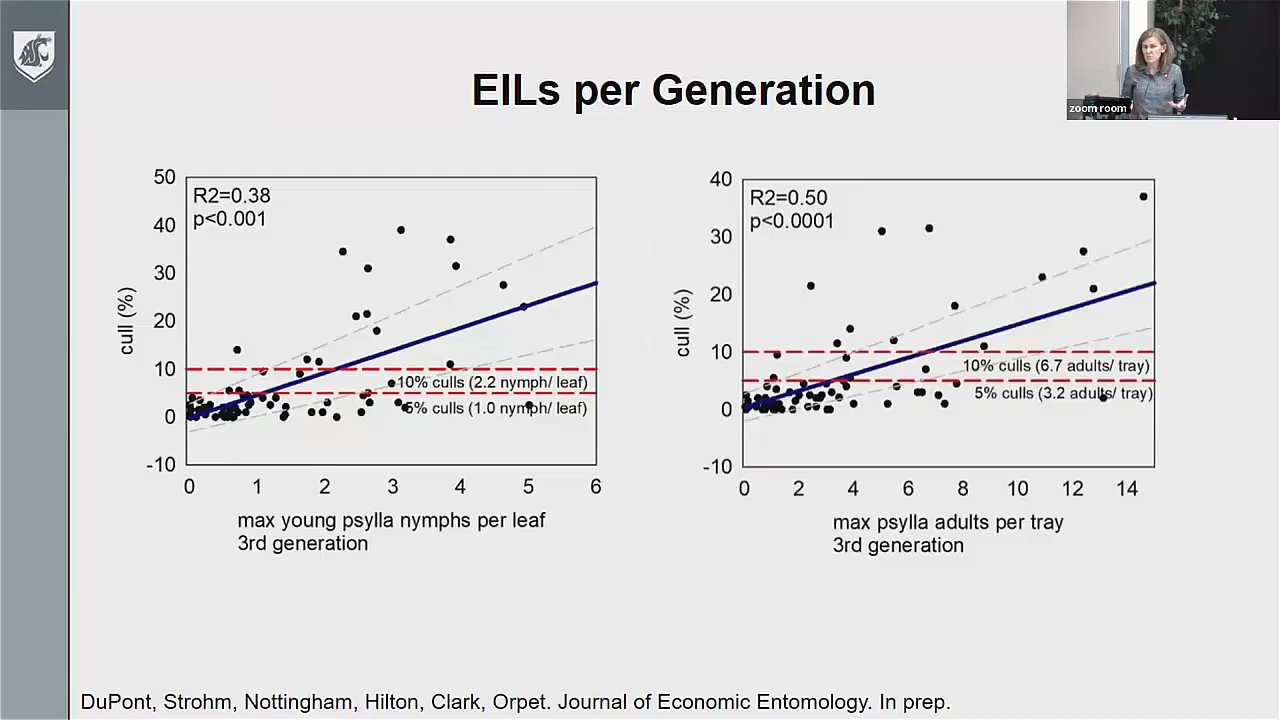 EILs per Generation
zoom room
R2=0.38
p<0.001
50
40
30
20
10
0
-10
cull (%)
10% culls (2.2 nymph/ leaf)
5% culls (1.0 nymph/ leaf)
0 1 2 3 4 5 6
max young psylla nymphs per leaf
3rd generation
R2=0.50
p<0.0001
40
30
20
10
0
-10
cull (%)
10% culls (6.7 adults/ tray)
5% culls (3.2 adults/ tray)
0 2 4 6 8 10 12 14
max psylla adults per tray
3rd generation
DuPont, Strohm, Nottingham, Hilton, Clark, Orpet. Journal of Economic Entomology. In prep.